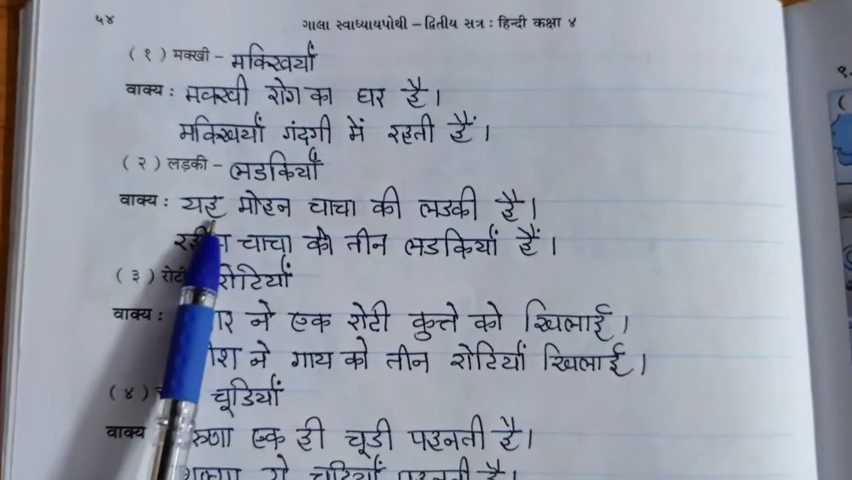 ५४ गाला स्वाध्यायपोथी – द्वितीय सत्र : हिन्दी कक्षा ४
(१) मक्खी – मक्खियाँ
वाक्य : मक्खी रोग का घर है।
मक्खियाँ गंदगी में रहती हैं।
(२) लड़की – लडकियाँ
वाक्य : यह मोहन चाचा की लडकी है।
चाचा को तीन लडकियाँ हैं।
(३) रोटी रोटियाँ
वाक्य : ने एक रोटी कुत्ते को खिलाई।
ने गाय को तीन रोटियाँ खिलाई।
(४) चूडियाँ
वाक्य एक ही चूडी पहनती है।